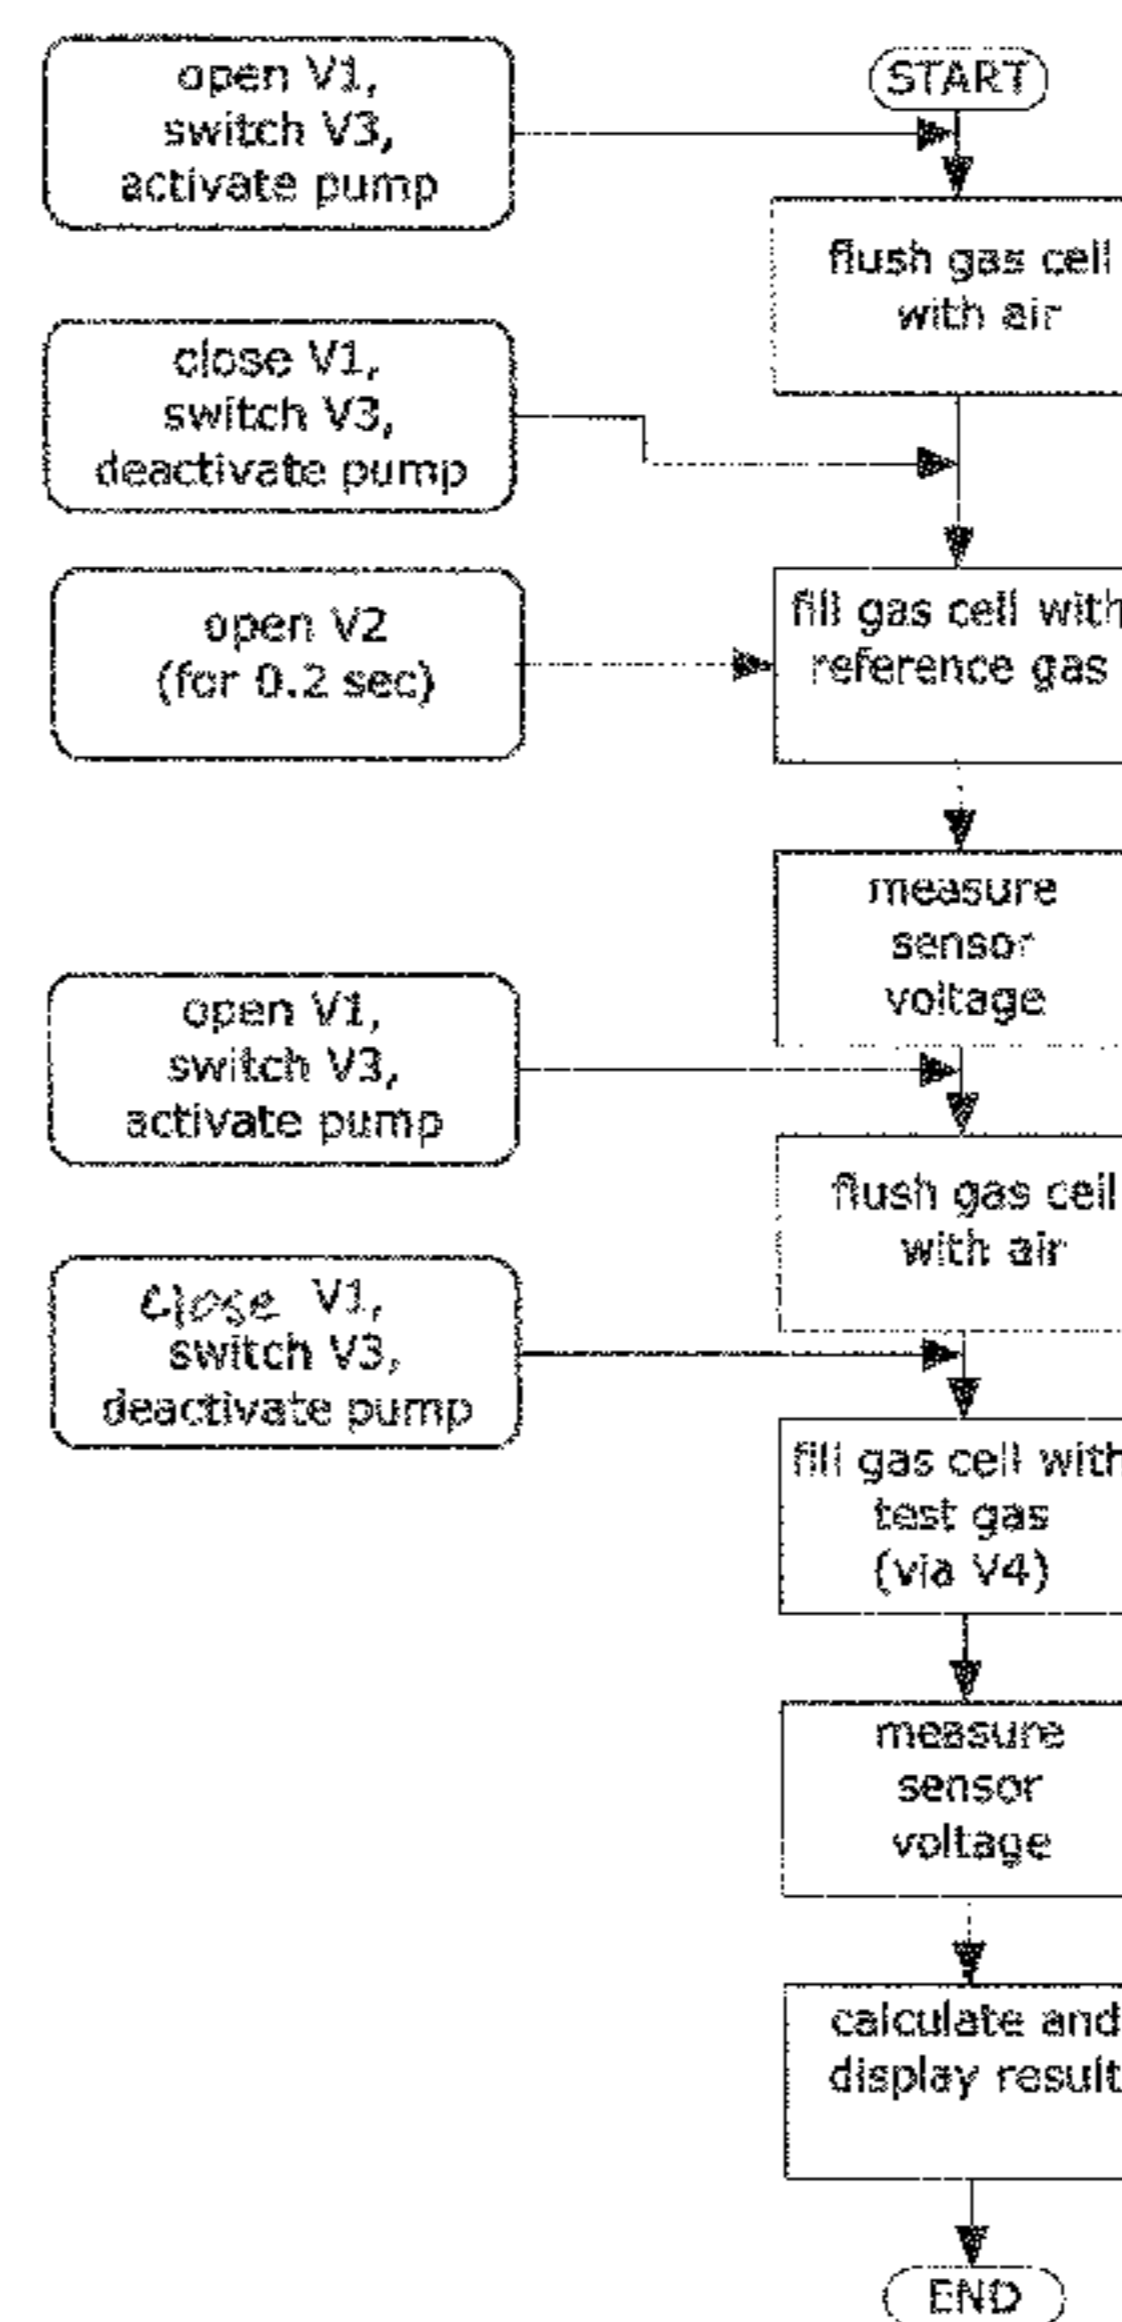 open V1,
switch V3,
activate pump
START
flush gas cell
with air
close V1,
switch V3,
deactivate pump
open V2
(for 0.2 sec)
fill gas cell with
reference gas
measure
sensor
voltage
open V1,
switch V3,
activate pump
flush gas cell
with air
Close V1,
switch V3,
deactivate pump
fill gas cell with
test gas
(via V4)
measure
sensor
voltage
calculate and
display result
END